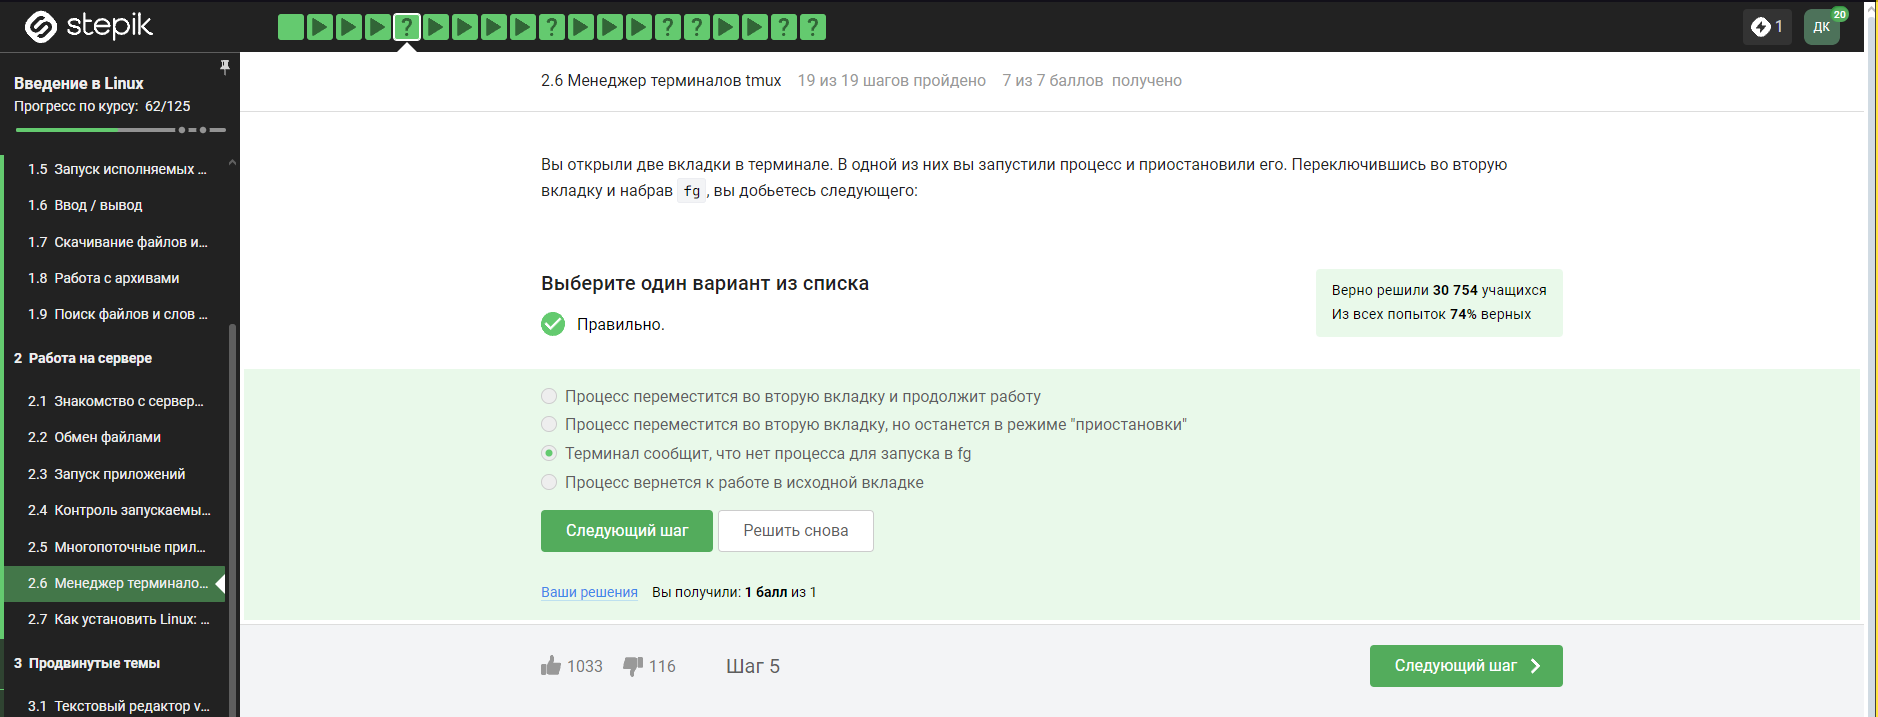 stepik
? ? ? ? ? ?
1
ДК
20
Введение в Linux
Прогресс по курсу: 62/125
1.5 Запуск исполняемых ...
1.6 Ввод / вывод
1.7 Скачивание файлов и...
1.8 Работа с архивами
1.9 Поиск файлов и слов ...
2 Работа на сервере
2.1 Знакомство с сервер...
2.2 Обмен файлами
2.3 Запуск приложений
2.4 Контроль запускаемы...
2.5 Многопоточные прил...
2.6 Менеджер терминало...
2.7 Как установить Linux: ...
3 Продвинутые темы
3.1 Текстовый редактор v...
2.6 Менеджер терминалов tmux 19 из 19 шагов пройдено 7 из 7 баллов получено
Вы открыли две вкладки в терминале. В одной из них вы запустили процесс и приостановили его. Переключившись во вторую
вкладку и набрав fg, вы добьетесь следующего:
Выберите один вариант из списка
Правильно.
Верно решили 30 754 учащихся
Из всех попыток 74% верных
Процесс переместится во вторую вкладку и продолжит работу
Процесс переместится во вторую вкладку, но останется в режиме "приостановки"
Терминал сообщит, что нет процесса для запуска в fg
Процесс вернется к работе в исходной вкладке
Следующий шаг Решить снова
Ваши решения Вы получили: 1 балл из 1
1033 116 Шаг 5 Следующий шаг